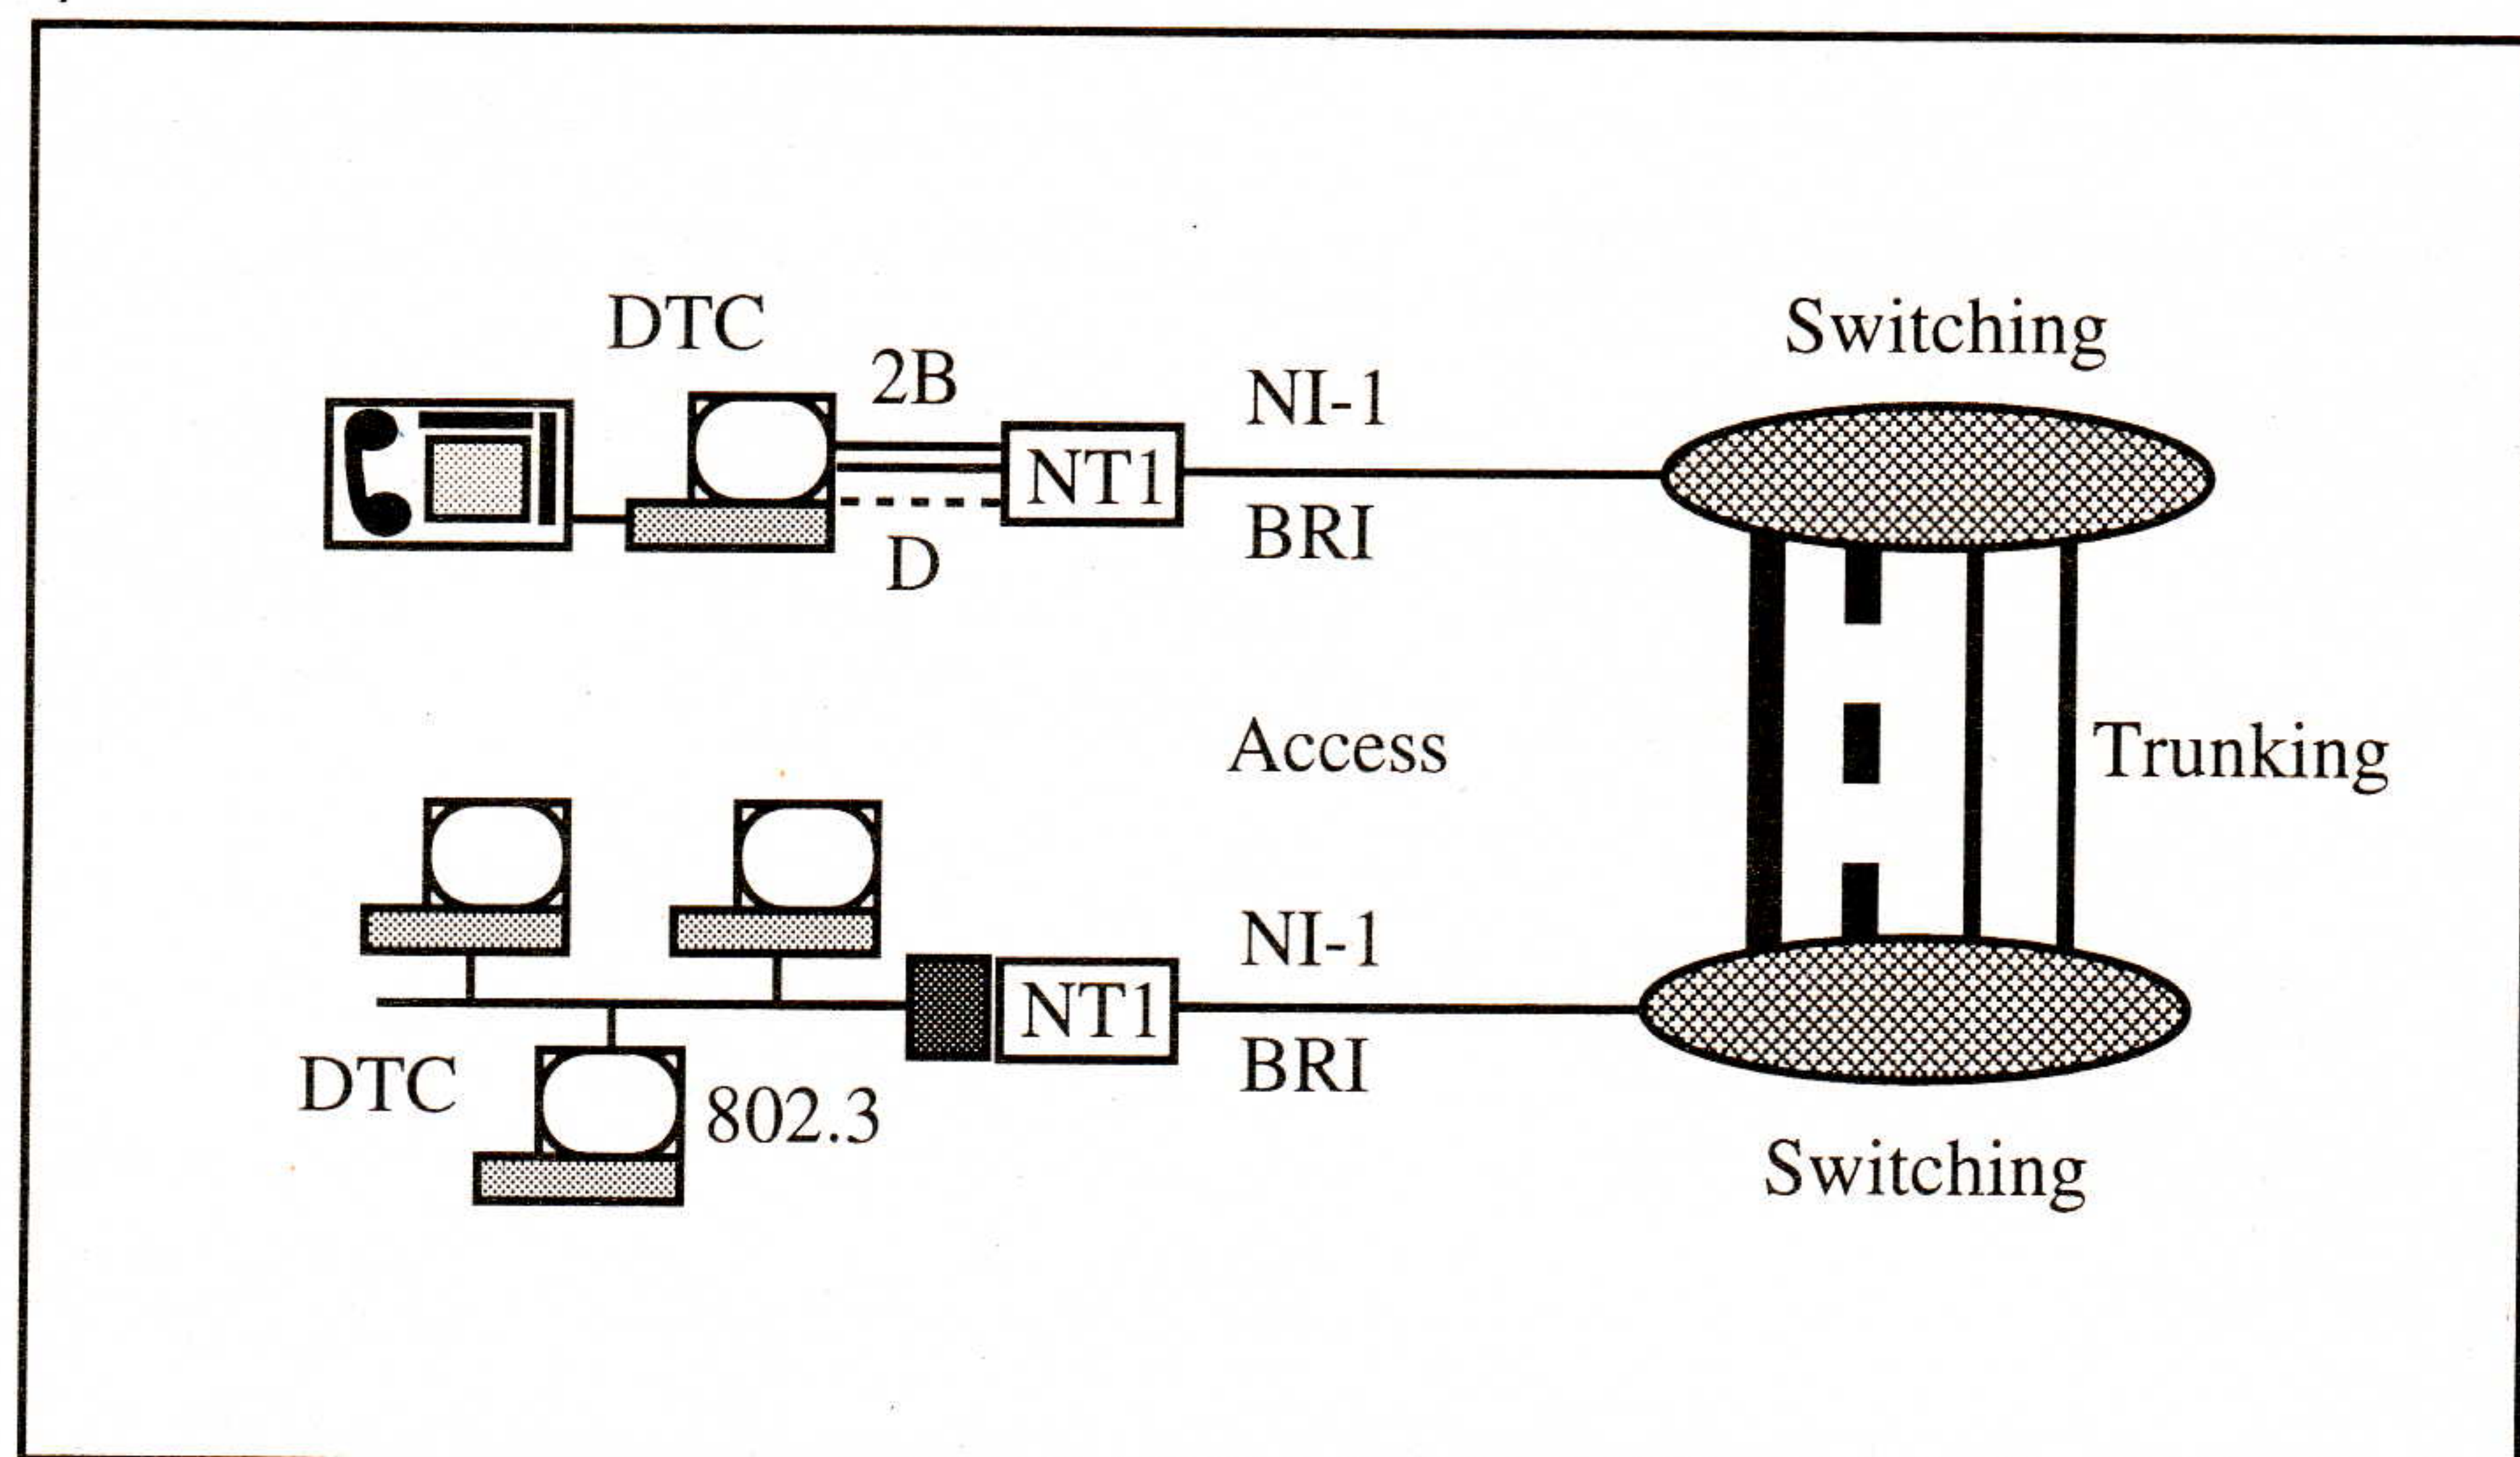 DTC
2B
NI-1
Switching
NT1
D
BRI
Access
Trunking
NI-1
NT1
DTC
802.3
BRI
Switching